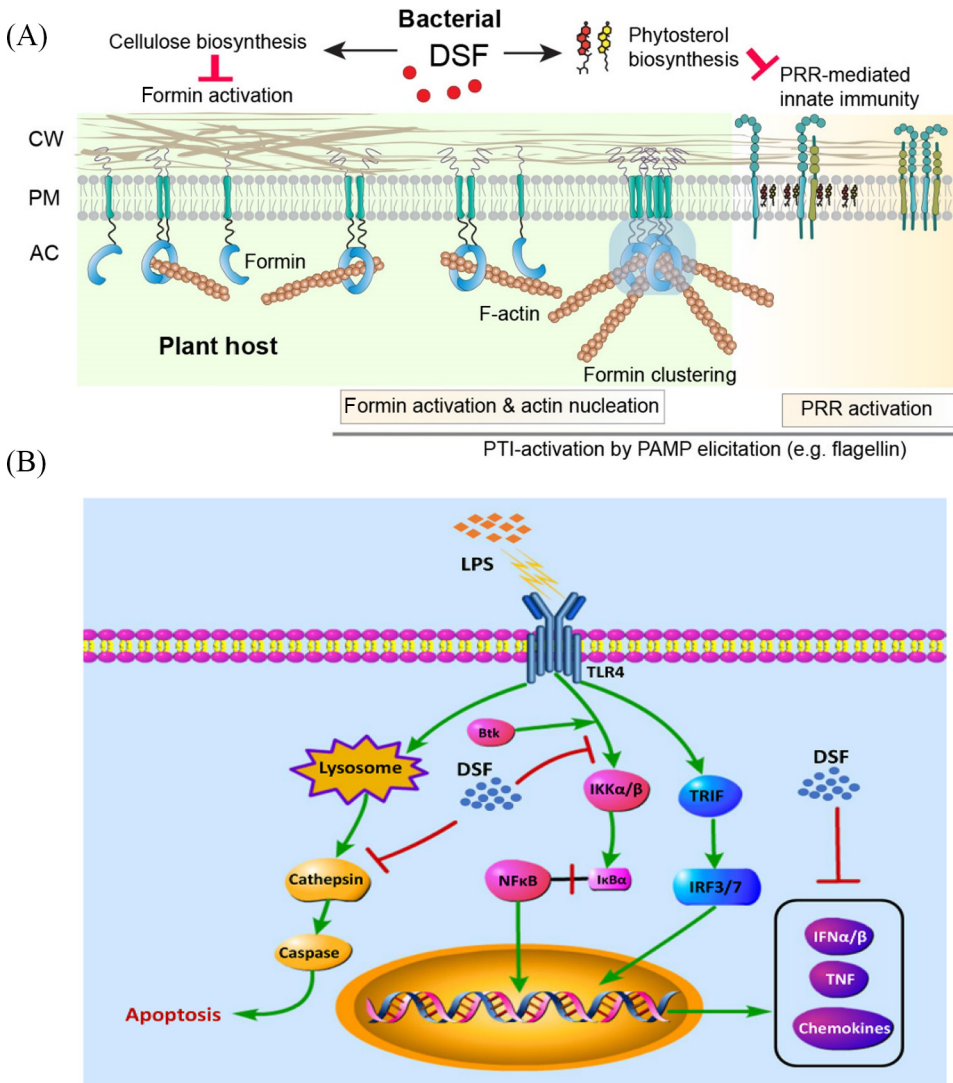 (A)
Bacterial
DSF
Cellulose biosynthesis
Formin activation
Phytosterol
biosynthesis
PRR-mediated
innate immunity
CW
PM
AC
Formin
F-actin
Plant host
Formin clustering
Formin activation & actin nucleation
PRR activation
PTI-activation by PAMP elicitation (e.g. flagellin)
(B)
LPS
TLR4
Btk
Lysosome
DSF
IKKα/β
TRIF
DSF
Cathepsin
NFκB
IκBα
IRF3/7
Caspase
IFNα/β
TNF
Chemokines
Apoptosis